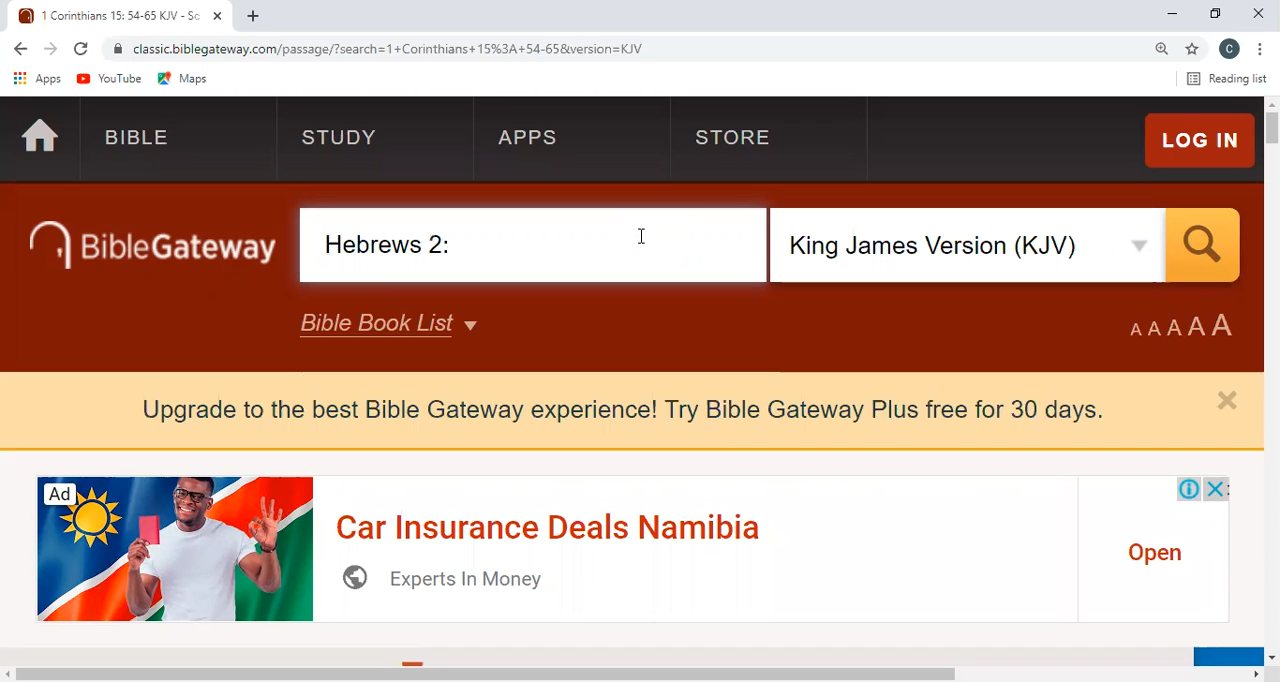 1 Corinthians 15: 54-65 KJV - Sc
classic.biblegateway.com/passage/?search=1+Corinthians+15%3A+54-65&version=KJV
C
Apps YouTube Maps Reading list
BIBLE STUDY APPS STORE LOG IN
BibleGateway Hebrews 2: King James Version (KJV)
Bible Book List A A A A A
Upgrade to the best Bible Gateway experience! Try Bible Gateway Plus free for 30 days.
Ad
Car Insurance Deals Namibia
Open
Experts In Money